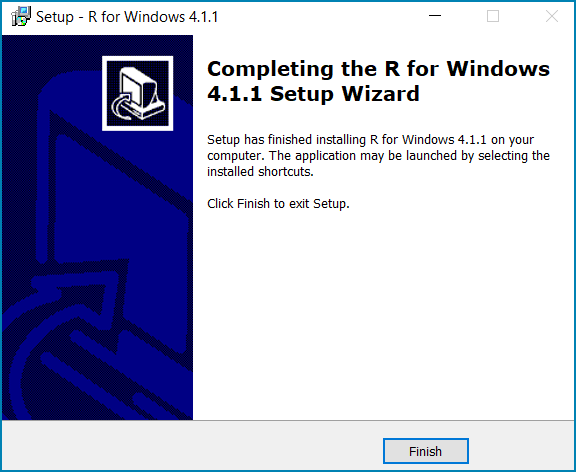 Setup - R for Windows 4.1.1
Completing the R for Windows
4.1.1 Setup Wizard
Setup has finished installing R for Windows 4.1.1 on your
computer. The application may be launched by selecting the
installed shortcuts.
Click Finish to exit Setup.
Finish